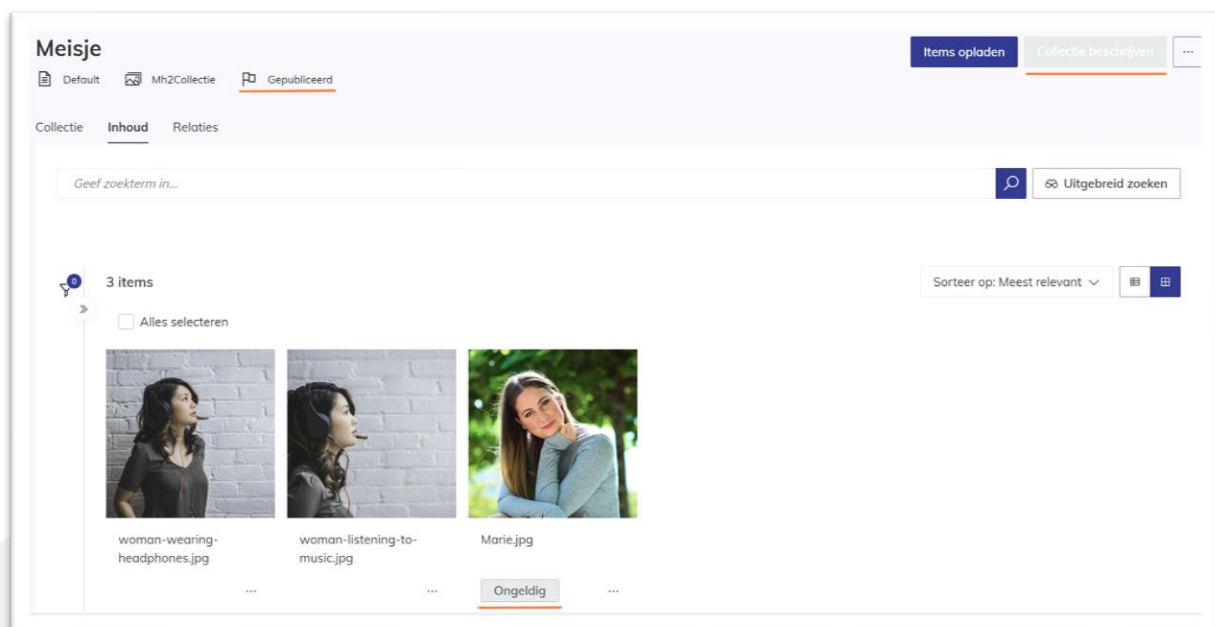 Meisje
Items opladen
Collectie beschrijven
...
Default
Mh2Collectie
Gepubliceerd
Collectie
Inhoud
Relaties
Geef zoekterm in...
Uitgebreid zoeken
0
3 items
Sorteer op: Meest relevant
Alles selecteren
woman-wearing-
headphones.jpg
woman-listening-to-
music.jpg
Marie.jpg
...
...
Ongeldig
...